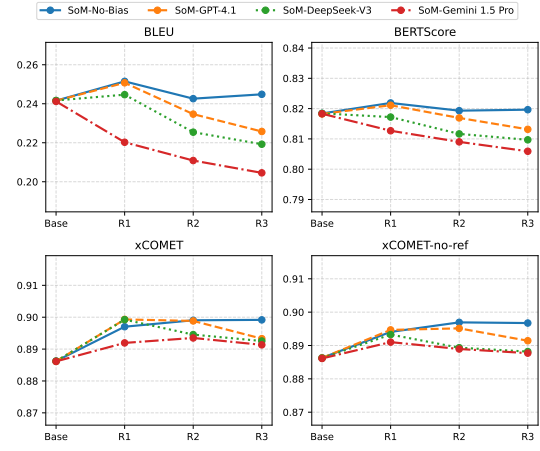 SoM-No-Bias SoM-GPT-4.1 SoM-DeepSeek-V3 SoM-Gemini 1.5 Pro
BLEU
0.26
0.24
0.22
0.20
Base R1 R2 R3
BERTScore
0.84
0.83
0.82
0.81
0.80
0.79
Base R1 R2 R3
xCOMET
0.91
0.90
0.89
0.88
0.87
Base R1 R2 R3
xCOMET-no-ref
0.91
0.90
0.89
0.88
0.87
Base R1 R2 R3